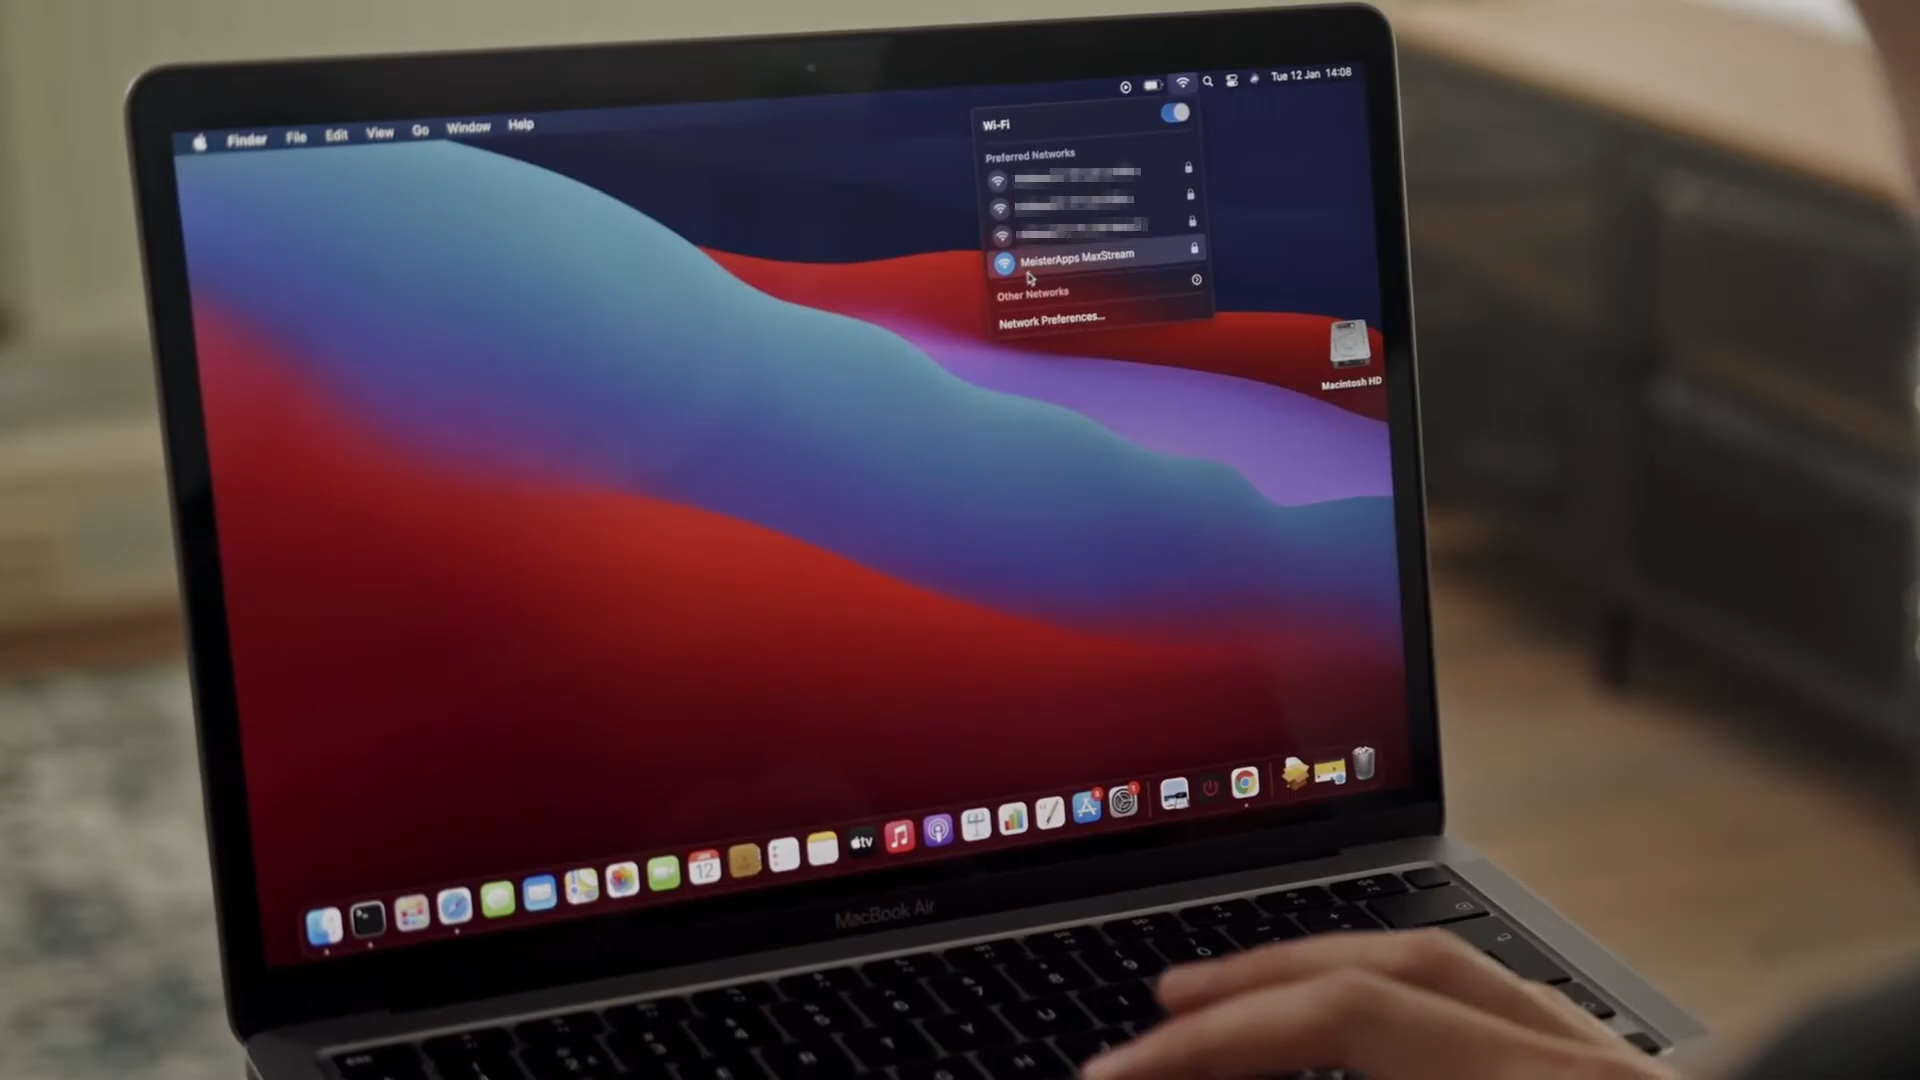 Finder File Edit View Go Window Help
Tue 12 Jan 14:08
Wi-Fi
Preferred Networks
MeisterApps MaxStream
Other Networks
Network Preferences...
Macintosh HD
12
tv
MacBook Air